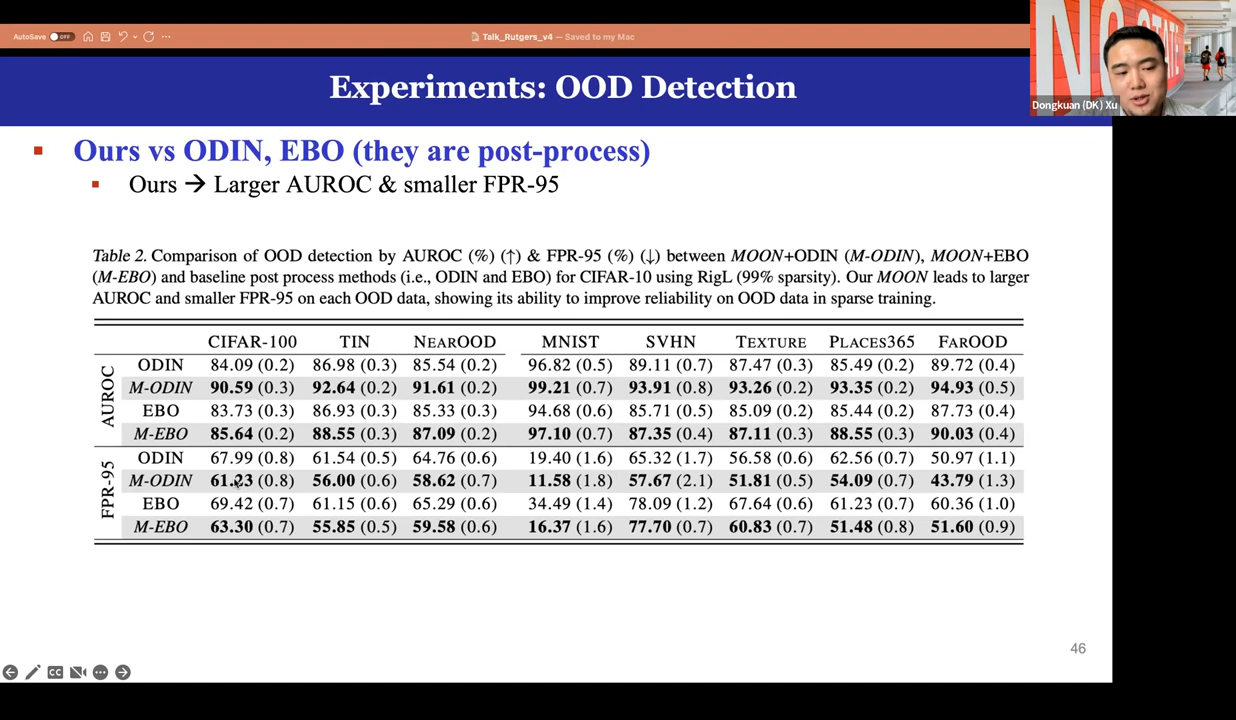 AutoSave OFF
Talk_Rutgers_v4 — Saved to my Mac
Dongkuan (DK) Xu
Experiments: OOD Detection
Ours vs ODIN, EBO (they are post-process)
Ours → Larger AUROC & smaller FPR-95
Table 2. Comparison of OOD detection by AUROC (%) (↑) & FPR-95 (%) (↓) between MOON+ODIN (M-ODIN), MOON+EBO
(M-EBO) and baseline post process methods (i.e., ODIN and EBO) for CIFAR-10 using RigL (99% sparsity). Our MOON leads to larger
AUROC and smaller FPR-95 on each OOD data, showing its ability to improve reliability on OOD data in sparse training.
CIFAR-100 TIN NEAROOD MNIST SVHN TEXTURE PLACES365 FAROOD
AUROC
ODIN 84.09 (0.2) 86.98 (0.3) 85.54 (0.2) 96.82 (0.5) 89.11 (0.7) 87.47 (0.3) 85.49 (0.2) 89.72 (0.4)
M-ODIN 90.59 (0.3) 92.64 (0.2) 91.61 (0.2) 99.21 (0.7) 93.91 (0.8) 93.26 (0.2) 93.35 (0.2) 94.93 (0.5)
EBO 83.73 (0.3) 86.93 (0.3) 85.33 (0.3) 94.68 (0.6) 85.71 (0.5) 85.09 (0.2) 85.44 (0.2) 87.73 (0.4)
M-EBO 85.64 (0.2) 88.55 (0.3) 87.09 (0.2) 97.10 (0.7) 87.35 (0.4) 87.11 (0.3) 88.55 (0.3) 90.03 (0.4)
FPR-95
ODIN 67.99 (0.8) 61.54 (0.5) 64.76 (0.6) 19.40 (1.6) 65.32 (1.7) 56.58 (0.6) 62.56 (0.7) 50.97 (1.1)
M-ODIN 61.23 (0.8) 56.00 (0.6) 58.62 (0.7) 11.58 (1.8) 57.67 (2.1) 51.81 (0.5) 54.09 (0.7) 43.79 (1.3)
EBO 69.42 (0.7) 61.15 (0.6) 65.29 (0.6) 34.49 (1.4) 78.09 (1.2) 67.64 (0.6) 61.23 (0.7) 60.36 (1.0)
M-EBO 63.30 (0.7) 55.85 (0.5) 59.58 (0.6) 16.37 (1.6) 77.70 (0.7) 60.83 (0.7) 51.48 (0.8) 51.60 (0.9)
46
CC